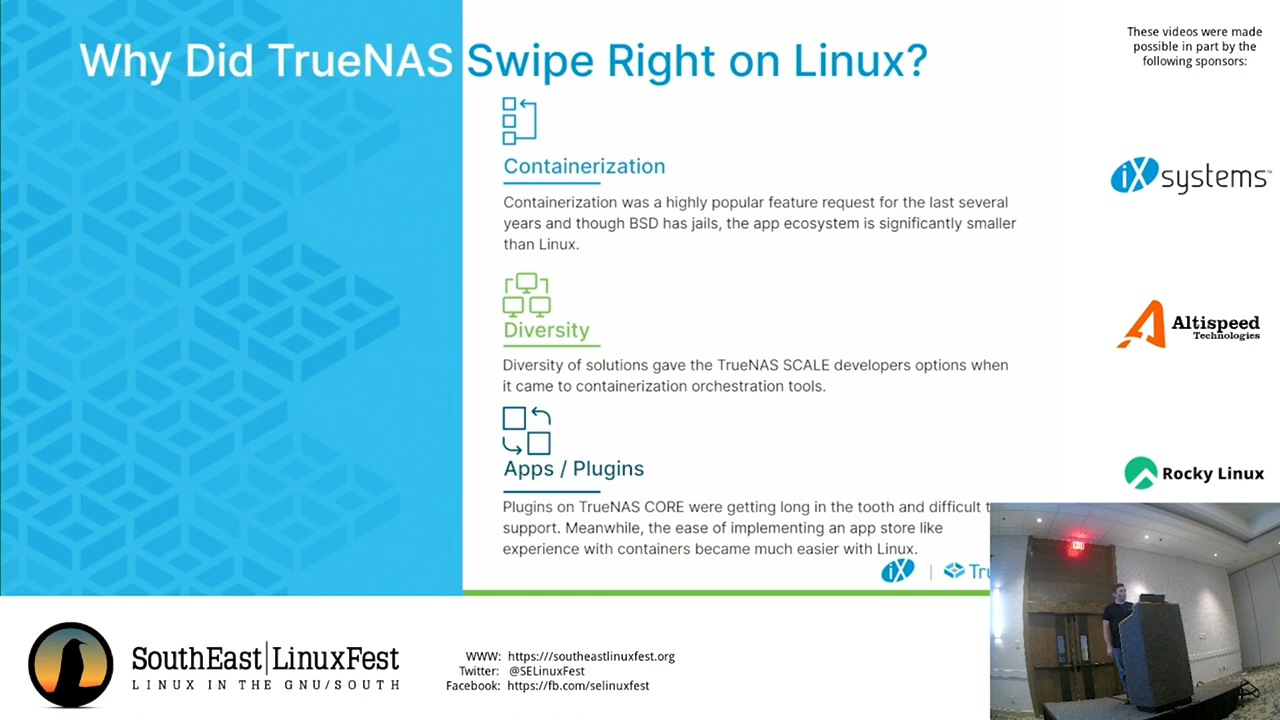 Why Did TrueNAS Swipe Right on Linux?
Containerization
Containerization was a highly popular feature request for the last several
years and though BSD has jails, the app ecosystem is significantly smaller
than Linux.
Diversity
Diversity of solutions gave the TrueNAS SCALE developers options when
it came to containerization orchestration tools.
Apps / Plugins
Plugins on TrueNAS CORE were getting long in the tooth and difficult t
support. Meanwhile, the ease of implementing an app store like
experience with containers became much easier with Linux.
iX | Tru
These videos were made
possible in part by the
following sponsors:
iXsystems™
Altispeed
Technologies
Rocky Linux
SouthEast|LinuxFest
LINUX IN THE GNU/SOUTH
WWW: https:///southeastlinuxfest.org
Twitter: @SELinuxFest
Facebook: https://fb.com/selinuxfest